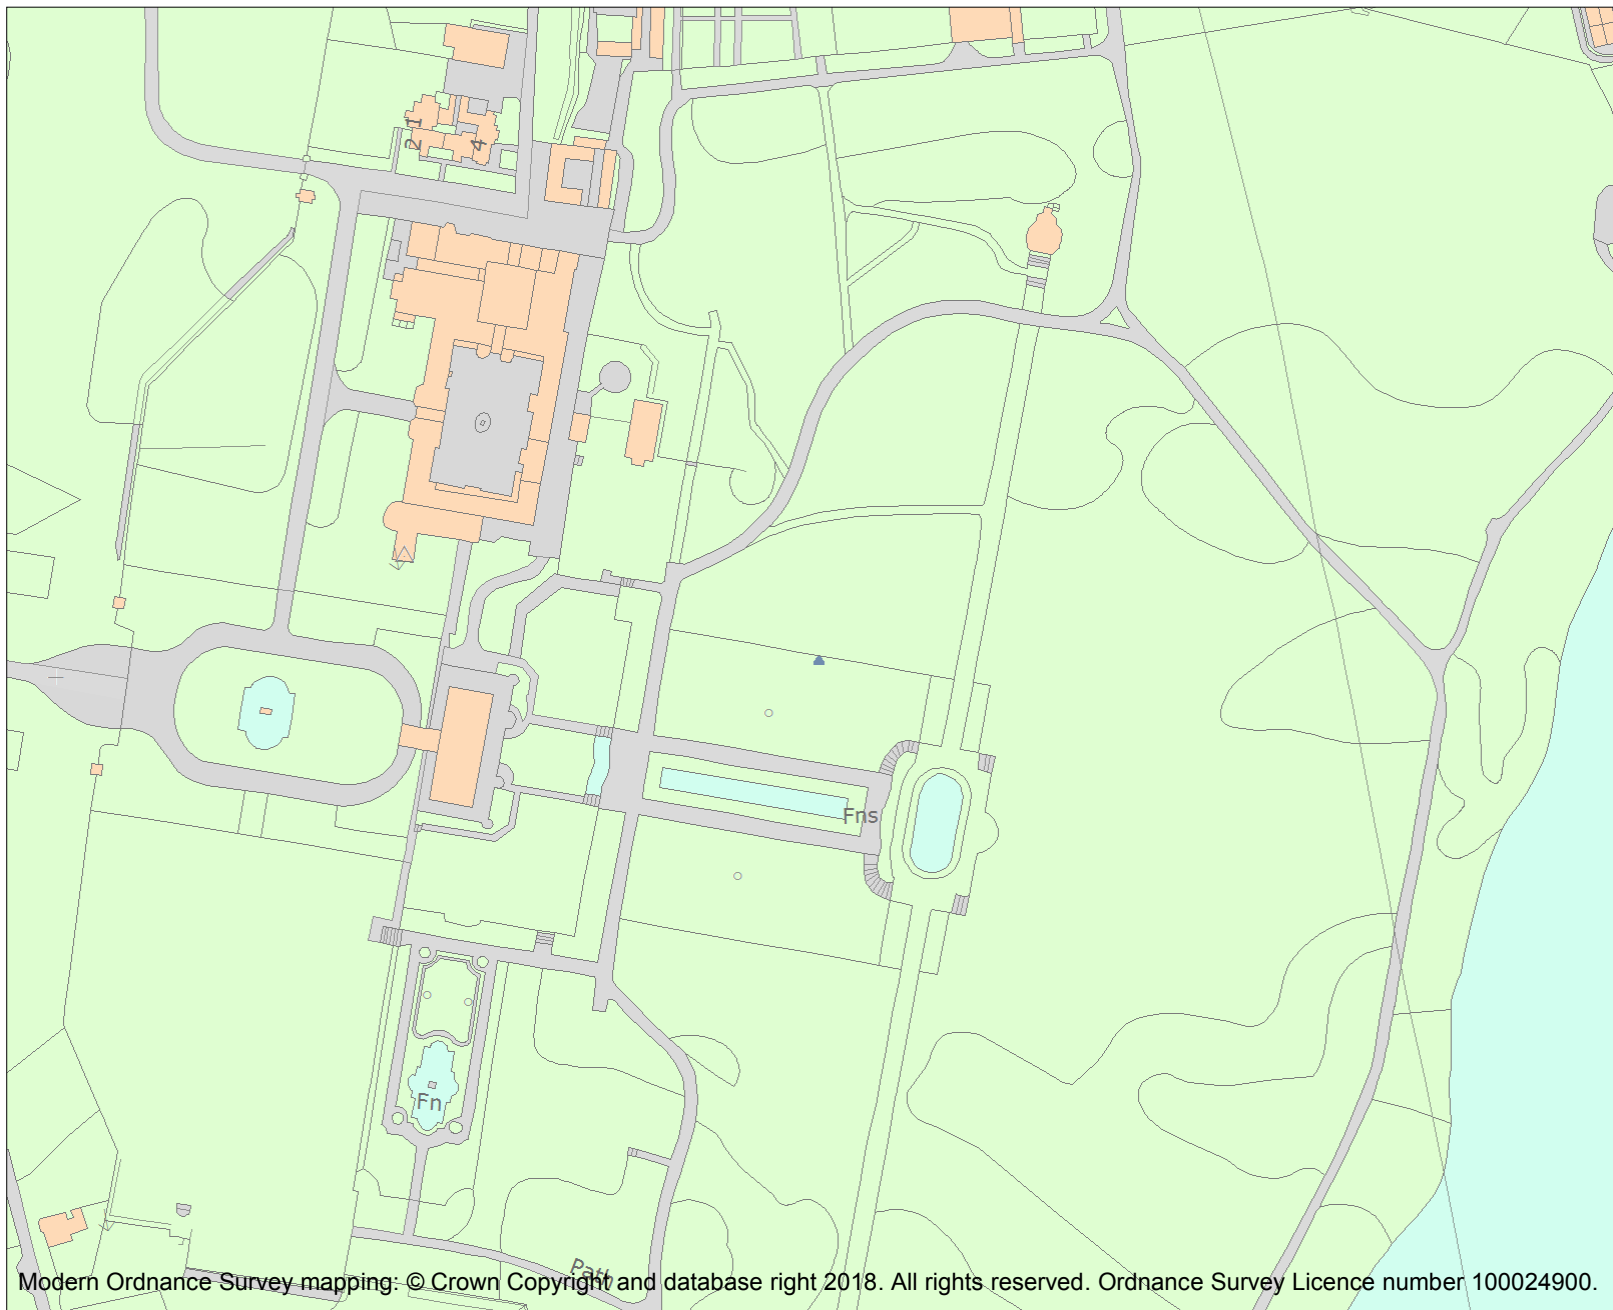 1
2
4
Fns
Fn
Path
Modern Ordnance Survey mapping: © Crown Copyright and database right 2018. All rights reserved. Ordnance Survey Licence number 100024900.